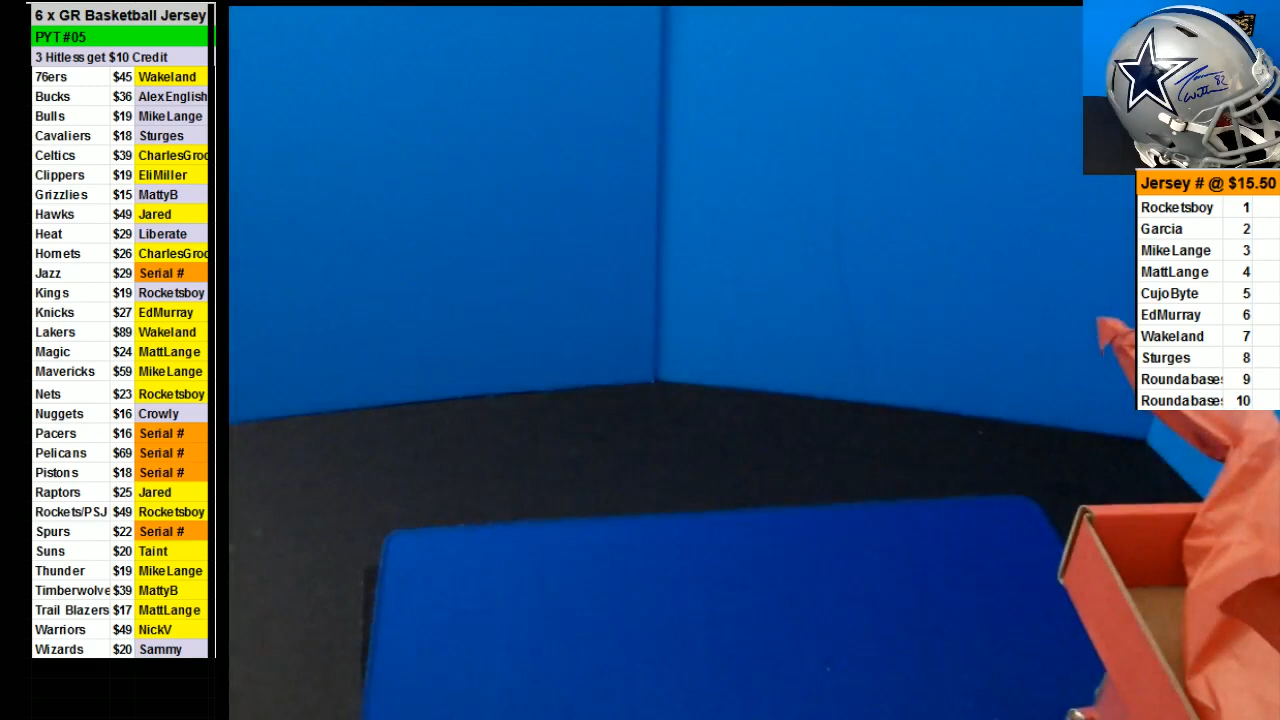 6 x GR Basketball Jersey
PYT #05
3 Hitless get $10 Credit
76ers $45 Wakeland
Bucks $36 AlexEnglish
Bulls $19 MikeLange
Cavaliers $18 Sturges
Celtics $39 CharlesGroo
Clippers $19 EliMiller
Grizzlies $15 MattyB
Hawks $49 Jared
Heat $29 Liberate
Hornets $26 CharlesGroo
Jazz $29 Serial #
Kings $19 Rocketsboy
Knicks $27 EdMurray
Lakers $89 Wakeland
Magic $24 MattLange
Mavericks $59 MikeLange
Nets $23 Rocketsboy
Nuggets $16 Crowly
Pacers $16 Serial #
Pelicans $69 Serial #
Pistons $18 Serial #
Raptors $25 Jared
Rockets/PSJ $49 Rocketsboy
Spurs $22 Serial #
Suns $20 Taint
Thunder $19 MikeLange
Timberwolve $39 MattyB
Trail Blazers $17 MattLange
Warriors $49 NickV
Wizards $20 Sammy
Jersey # @ $15.50
Rocketsboy 1
Garcia 2
MikeLange 3
MattLange 4
CujoByte 5
EdMurray 6
Wakeland 7
Sturges 8
Roundabases 9
Roundabases 10